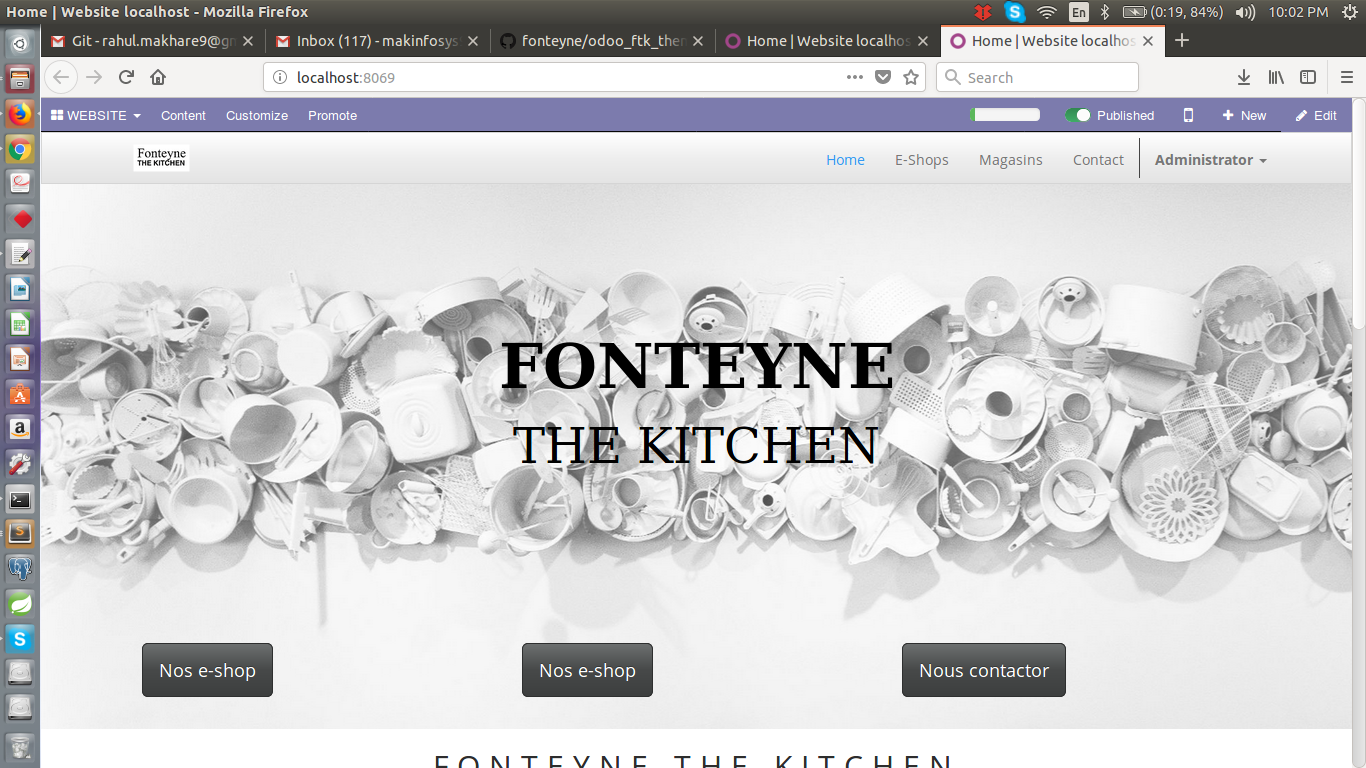 Home | Website localhost - Mozilla Firefox
En (0:19, 84%) 10:02 PM
Git - rahul.makhare9@gm Inbox (117) - makinfosys fonteyne/odoo_ftk_then Home | Website localhos Home | Website localhos
localhost:8069 Search
WEBSITE Content Customize Promote Published New Edit
Fonteyne
THE KITCHEN
Home E-Shops Magasins Contact Administrator
FONTEYNE
THE KITCHEN
Nos e-shop Nos e-shop Nous contactor
FONTEYNE THE KITCHEN